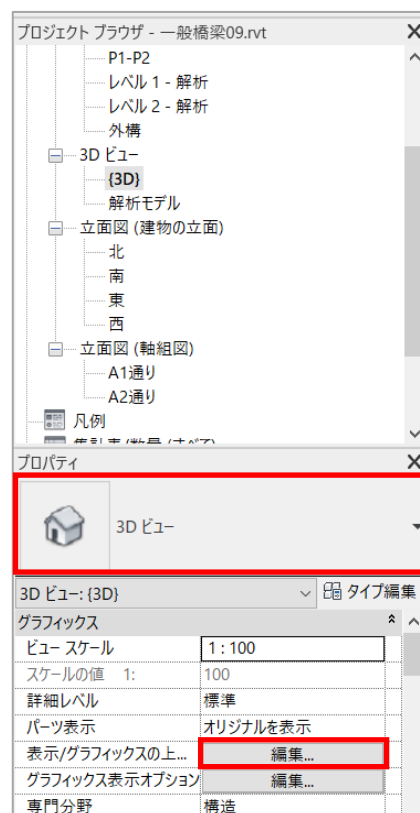 プロジェクト ブラウザ - 一般橋梁09.rvt
P1-P2
レベル 1 - 解析
レベル 2 - 解析
外構
3D ビュー
{3D}
解析モデル
立面図 (建物の立面)
北
南
東
西
立面図 (軸組図)
A1通り
A2通り
凡例
集計表/数量 (すべて)
プロパティ
3D ビュー
3D ビュー: {3D} タイプ編集
グラフィックス
ビュー スケール 1 : 100
スケールの値 1: 100
詳細レベル 標準
パーツ表示 オリジナルを表示
表示/グラフィックスの上... 編集...
グラフィックス表示オプション 編集...
専門分野 構造